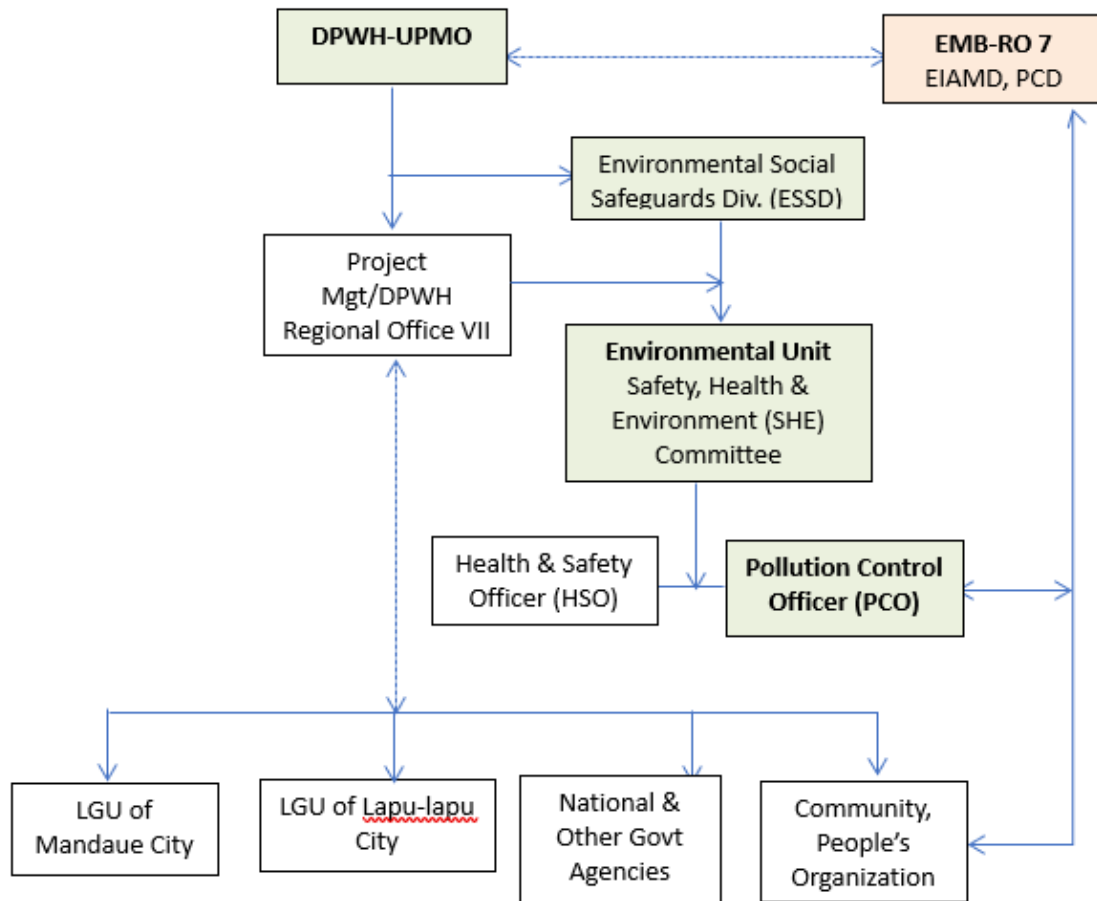 DPWH-UPMO
EMB-RO 7
EIAMD, PCD
Environmental Social
Safeguards Div. (ESSD)
Project
Mgt/DPWH
Regional Office VII
Environmental Unit
Safety, Health &
Environment (SHE)
Committee
Health & Safety
Officer (HSO)
Pollution Control
Officer (PCO)
LGU of
Mandaue City
LGU of Lapu-lapu
City
National &
Other Govt
Agencies
Community,
People’s
Organization